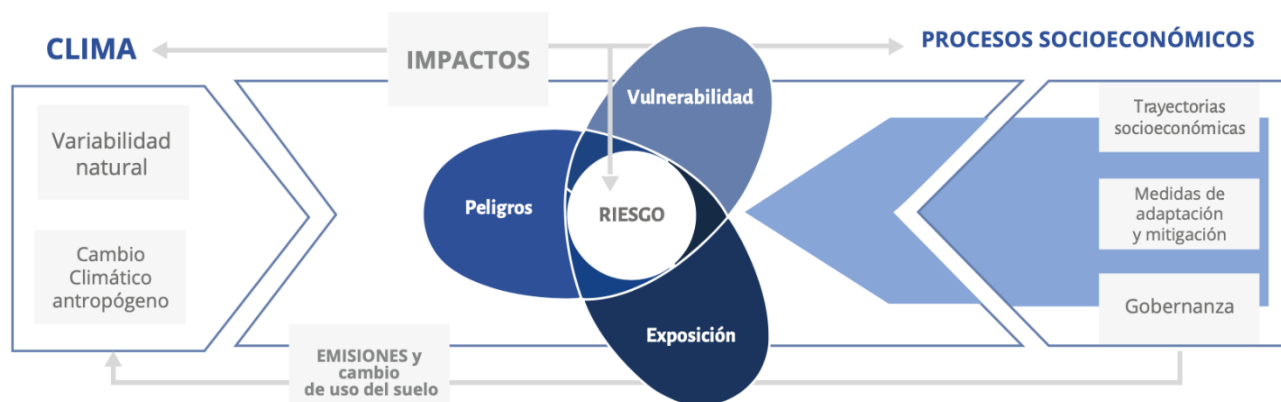 CLIMA
IMPACTOS
PROCESOS SOCIOECONÓMICOS
Variabilidad
natural
Cambio
Climático
antropógeno
Vulnerabilidad
Peligros
RIESGO
Exposición
Trayectorias
socioeconómicas
Medidas de
adaptación
y mitigación
Gobernanza
EMISIONES y
cambio
de uso del suelo